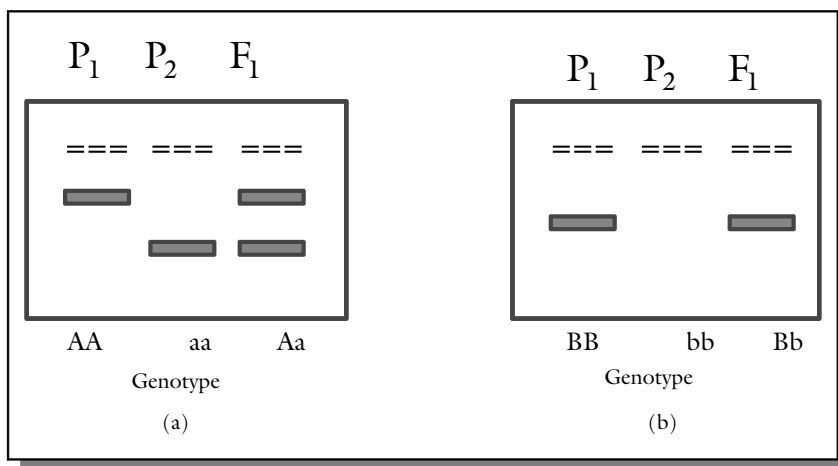 P1 P2 F1
=== === ===
AA aa Aa
Genotype
(a)
P1 P2 F1
=== === ===
BB bb Bb
Genotype
(b)